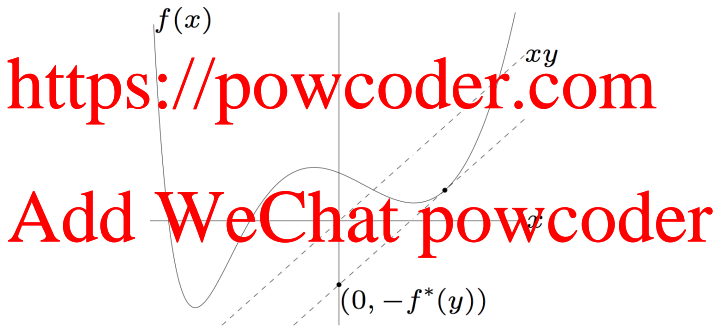 f(x)
xy
https://powcoder.com
Add WeChat powcoder
x
(0, −f*(y))